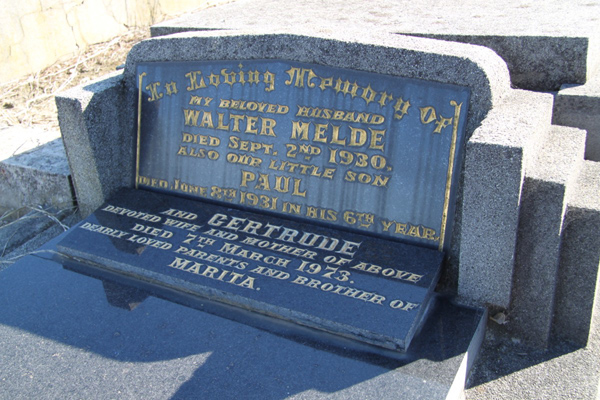 In Loving Memory Of
MY BELOVED HUSBAND
WALTER MELDE
DIED SEPT. 2ND 1930.
ALSO OUR LITTLE SON
PAUL
DIED JUNE 8TH 1931 IN HIS 6TH YEAR
AND GERTRUDE
DEVOTED WIFE AND MOTHER OF ABOVE
DIED 7TH MARCH 1973.
DEARLY LOVED PARENTS AND BROTHER OF
MARITA.